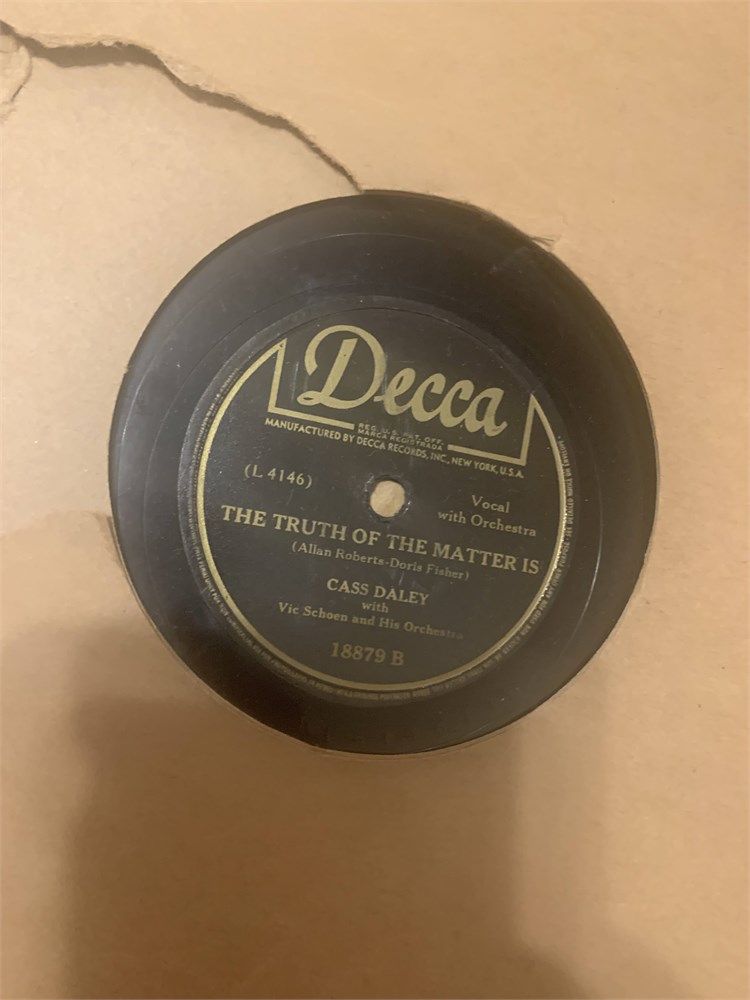 Decca
REG. U.S. PAT. OFF.
MARCA REGISTRADA
MANUFACTURED BY DECCA RECORDS, INC., NEW YORK, U.S.A.
(L 4146)
Vocal
with Orchestra
THE TRUTH OF THE MATTER IS
(Allan Roberts-Doris Fisher)
CASS DALEY
with
Vic Schoen and His Orchestra
18879 B